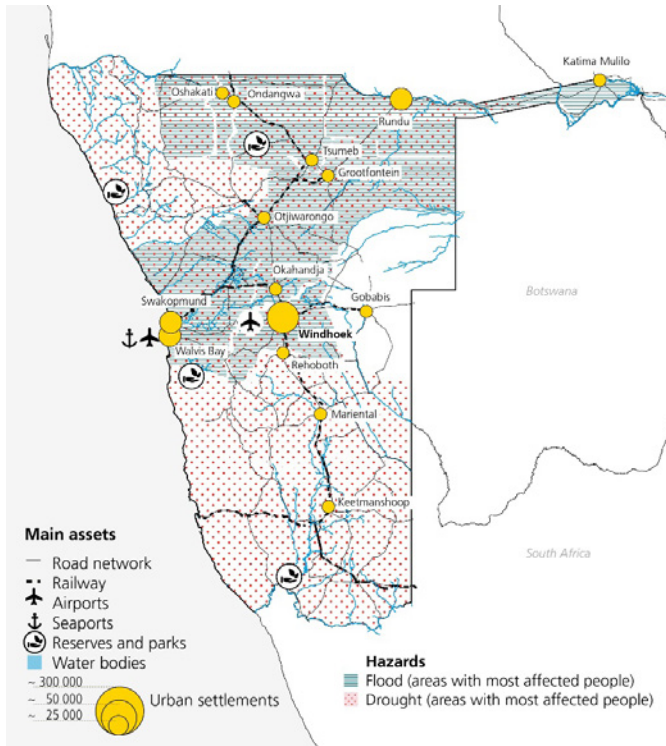 Katima Mulilo
Oshakati
Ondangwa
Rundu
Tsumeb
Grootfontein
Otjiwarongo
Okahandja
Gobabis
Botswana
Swakopmund
Windhoek
Walvis Bay
Rehoboth
Mariental
Keetmanshoop
South Africa
Main assets
Road network
Railway
Airports
Seaports
Reserves and parks
Water bodies
~ 300 000
~ 50 000
~ 25 000
Urban settlements
Hazards
Flood (areas with most affected people)
Drought (areas with most affected people)